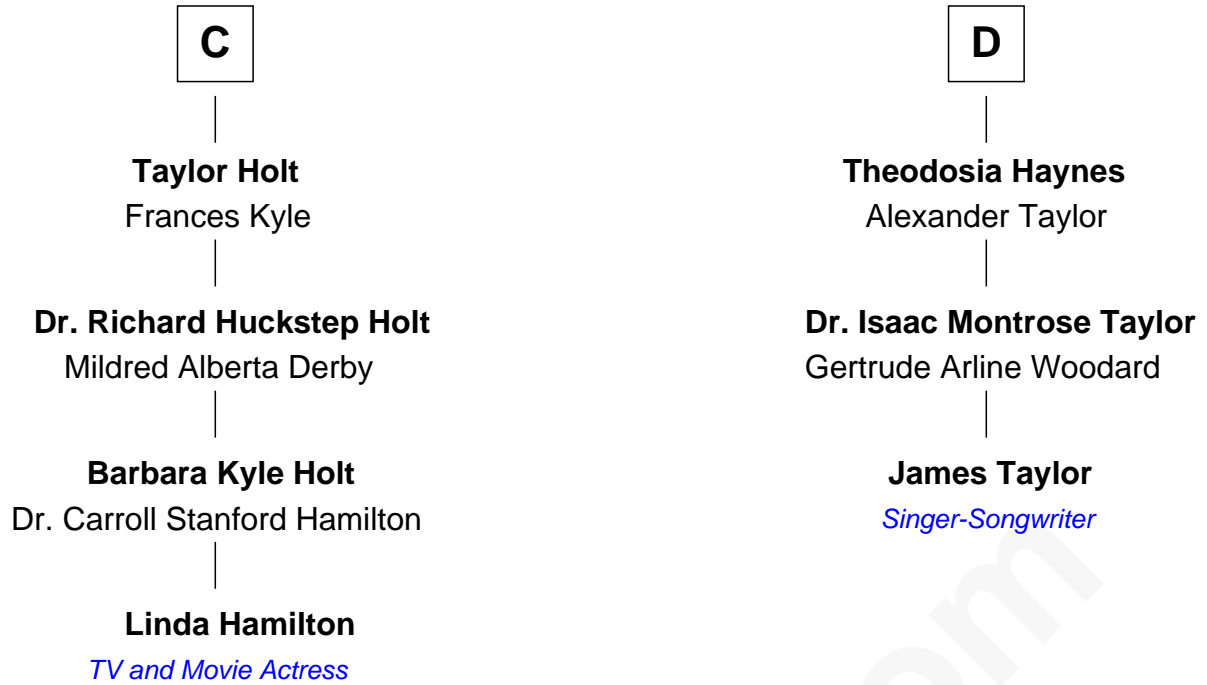 C
Taylor Holt
Frances Kyle
Dr. Richard Huckstep Holt
Mildred Alberta Derby
Barbara Kyle Holt
Dr. Carroll Stanford Hamilton
Linda Hamilton
TV and Movie Actress
D
Theodosia Haynes
Alexander Taylor
Dr. Isaac Montrose Taylor
Gertrude Arline Woodard
James Taylor
Singer-Songwriter